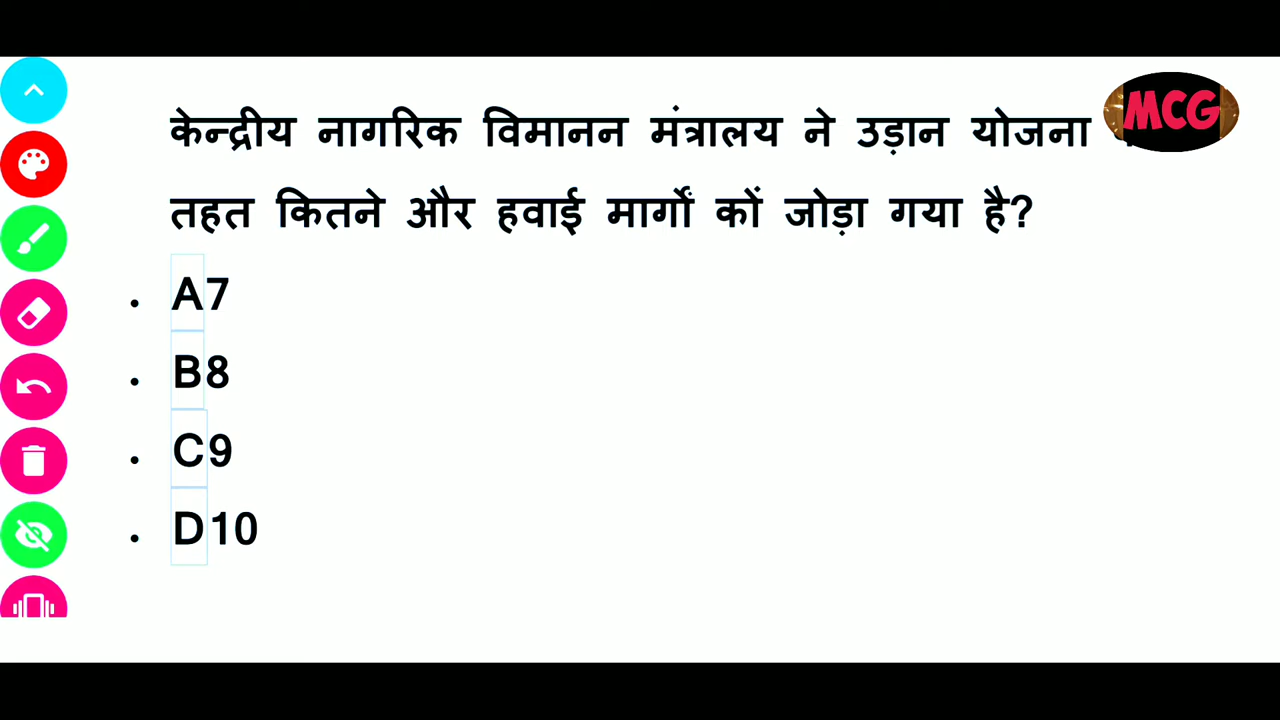 केन्द्रीय नागरिक विमानन मंत्रालय ने उड़ान योजना
MCG
तहत कितने और हवाई मार्गों कों जोड़ा गया है?
. A7
. B8
. C9
. D10